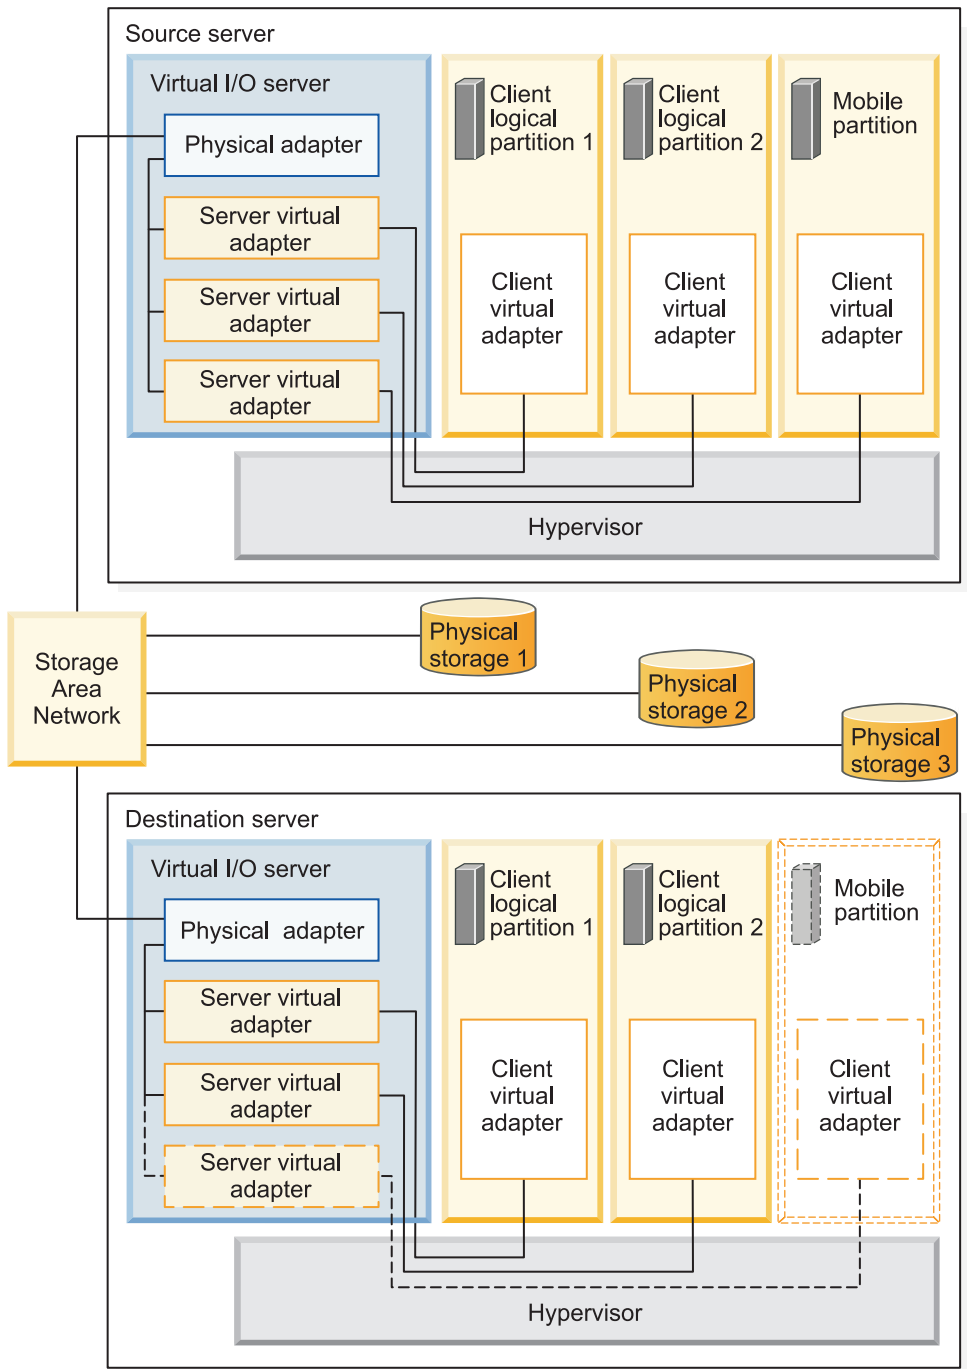 Source server
Virtual I/O server
Physical adapter
Server virtual
adapter
Server virtual
adapter
Server virtual
adapter
Client
logical
partition 1
Client
logical
partition 2
Mobile
partition
Client
virtual
adapter
Client
virtual
adapter
Client
virtual
adapter
Hypervisor
Storage
Area
Network
Physical
storage 1
Physical
storage 2
Physical
storage 3
Destination server
Virtual I/O server
Physical adapter
Server virtual
adapter
Server virtual
adapter
Server virtual
adapter
Client
logical
partition 1
Client
logical
partition 2
Mobile
partition
Client
virtual
adapter
Client
virtual
adapter
Client
virtual
adapter
Hypervisor